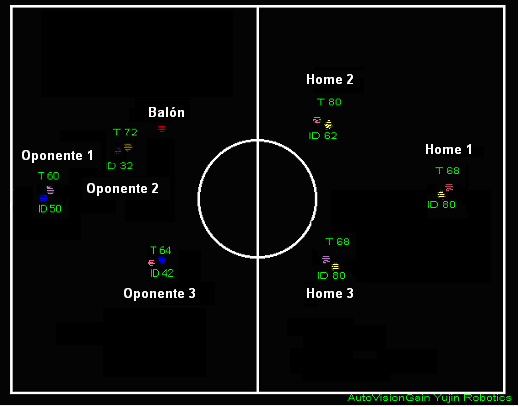 Home 2
T 80
ID 62
Balón
T 72
ID 32
Oponente 2
Oponente 1
T 60
ID 50
Home 1
T 68
ID 80
T 64
ID 42
Oponente 3
T 68
ID 80
Home 3
AutoVisionGain Yujin Robotics